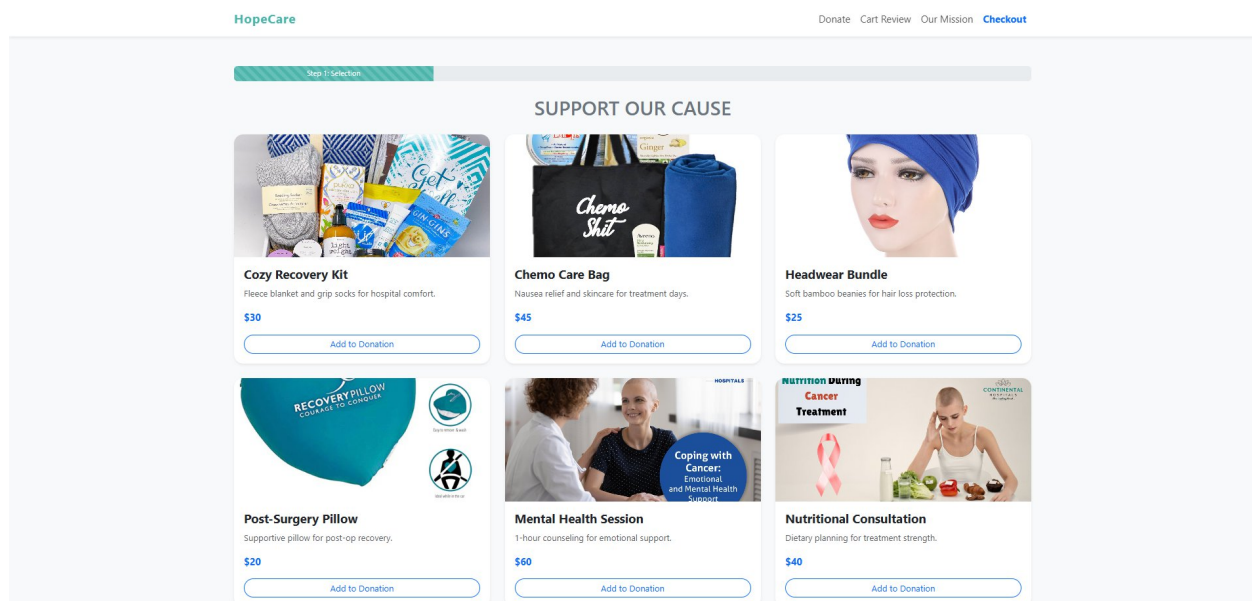 HopeCare
Donate Cart Review Our Mission Checkout
Step 1: Selection
SUPPORT OUR CAUSE
Get
Ginger
GIN GINS
light
Chemo
Shit
Aveeno
Cozy Recovery Kit
Fleece blanket and grip socks for hospital comfort.
$30
Add to Donation
Chemo Care Bag
Nausea relief and skincare for treatment days.
$45
Add to Donation
Headwear Bundle
Soft bamboo beanies for hair loss protection.
$25
Add to Donation
RECOVERY PILLOW
COURAGE TO CONQUER
HOSPITALS
Coping with
Cancer:
Emotional
and Mental Health
Support
Nutrition During
Cancer
Treatment
CONTINENTAL
HOSPITALS
Post-Surgery Pillow
Supportive pillow for post-op recovery.
$20
Add to Donation
Mental Health Session
1-hour counseling for emotional support.
$60
Add to Donation
Nutritional Consultation
Dietary planning for treatment strength.
$40
Add to Donation